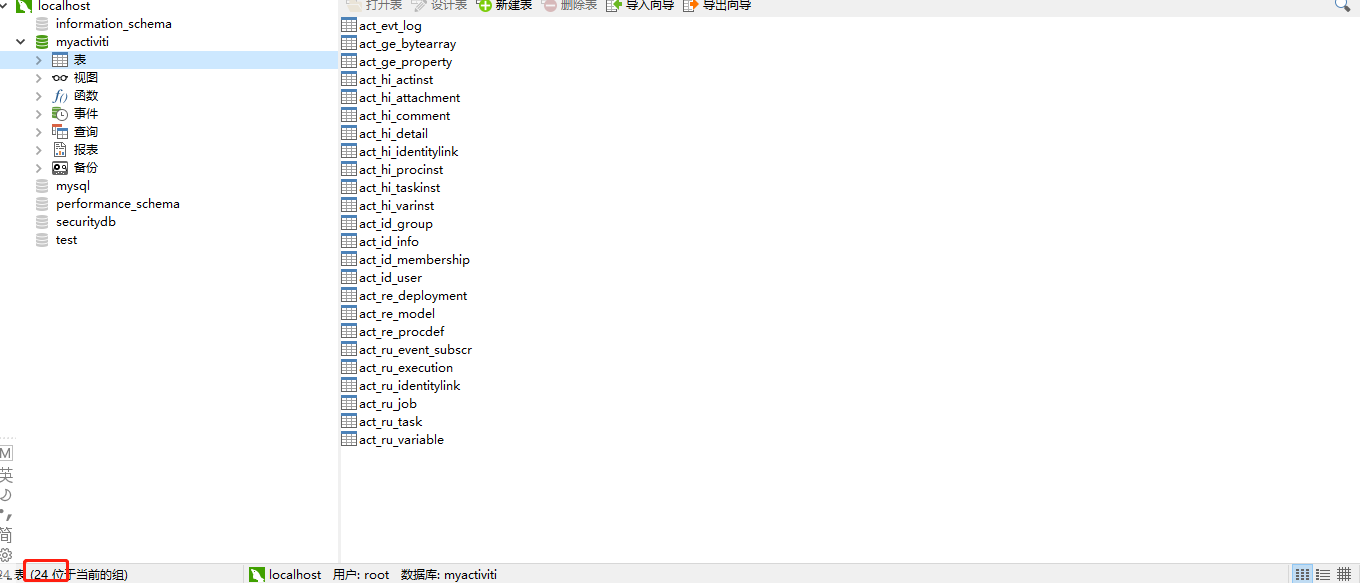 localhost
information_schema
myactiviti
表
视图
函数
事件
查询
报表
备份
mysql
performance_schema
securitydb
test
打开表 设计表 新建表 删除表 导入向导 导出向导
act_evt_log
act_ge_bytearray
act_ge_property
act_hi_actinst
act_hi_attachment
act_hi_comment
act_hi_detail
act_hi_identitylink
act_hi_procinst
act_hi_taskinst
act_hi_varinst
act_id_group
act_id_info
act_id_membership
act_id_user
act_re_deployment
act_re_model
act_re_procdef
act_ru_event_subscr
act_ru_execution
act_ru_identitylink
act_ru_job
act_ru_task
act_ru_variable
M
英
简
24 表 (24 位于当前的组) localhost 用户: root 数据库: myactiviti